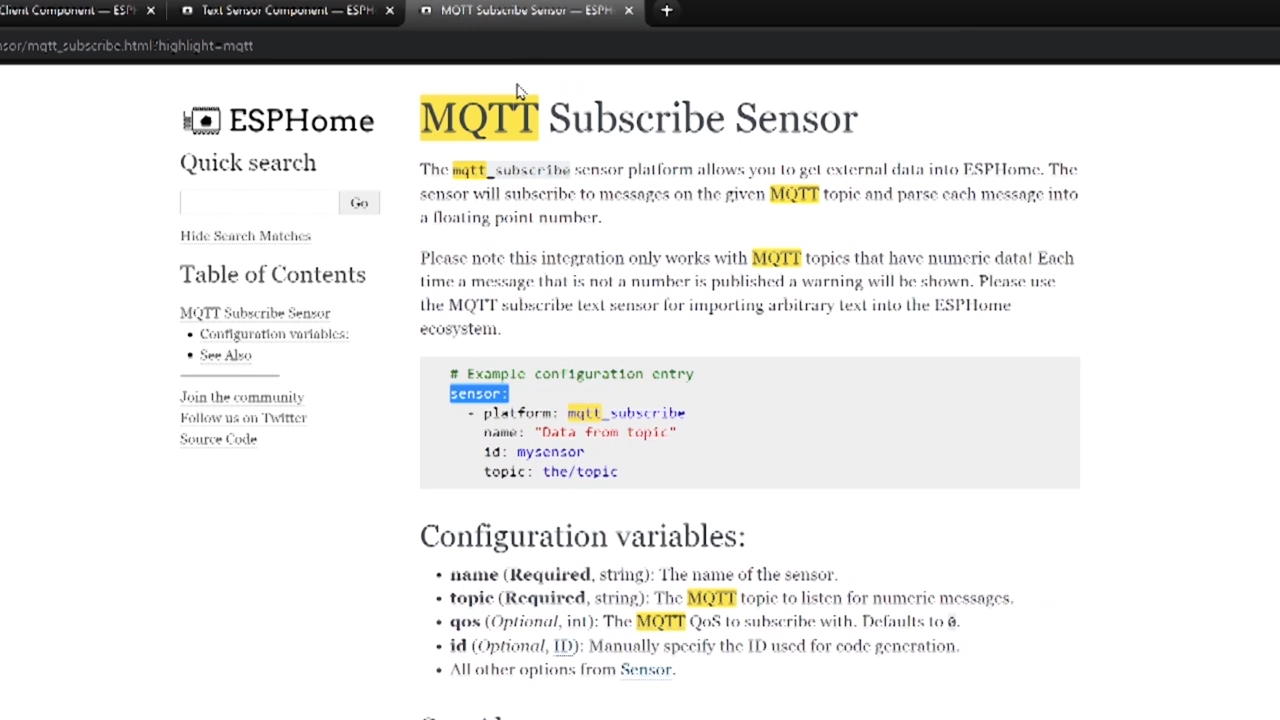 Client Component — ESPH
Text Sensor Component — ESPH
MQTT Subscribe Sensor — ESPH
sor/mqtt_subscribe.html?highlight=mqtt
ESPHome
Quick search
Go
Hide Search Matches
Table of Contents
MQTT Subscribe Sensor
• Configuration variables:
• See Also
Join the community
Follow us on Twitter
Source Code
MQTT Subscribe Sensor
The mqtt_subscribe sensor platform allows you to get external data into ESPHome. The
sensor will subscribe to messages on the given MQTT topic and parse each message into
a floating point number.
Please note this integration only works with MQTT topics that have numeric data! Each
time a message that is not a number is published a warning will be shown. Please use
the MQTT subscribe text sensor for importing arbitrary text into the ESPHome
ecosystem.
# Example configuration entry
sensor:
- platform: mqtt_subscribe
name: "Data from topic"
id: mysensor
topic: the/topic
Configuration variables:
• name (Required, string): The name of the sensor.
• topic (Required, string): The MQTT topic to listen for numeric messages.
• qos (Optional, int): The MQTT QoS to subscribe with. Defaults to 0.
• id (Optional, ID): Manually specify the ID used for code generation.
• All other options from Sensor.